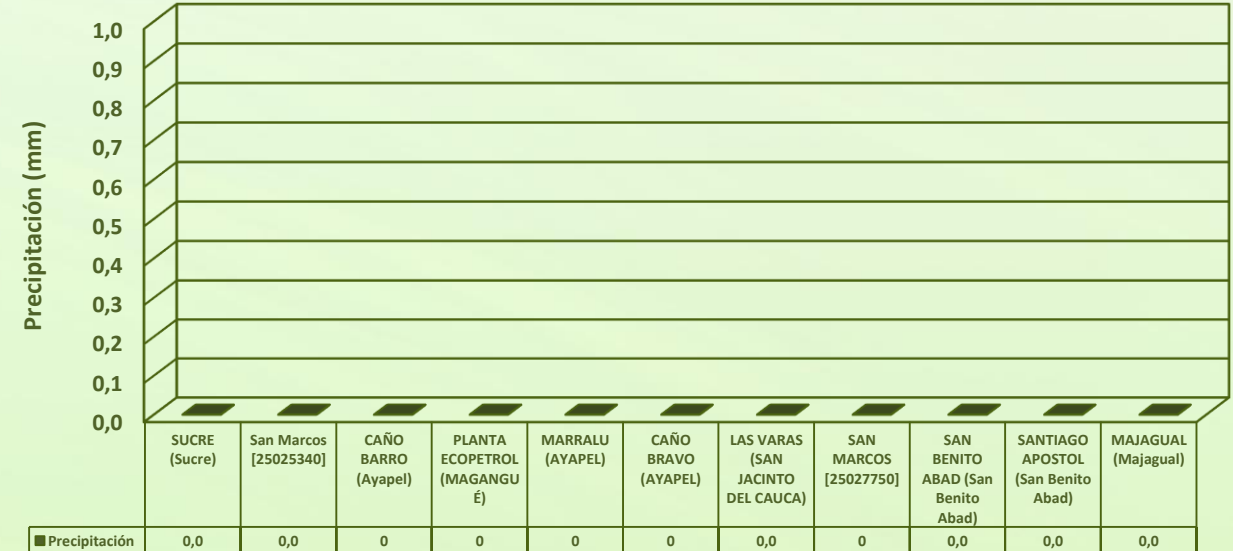 Precipitación (mm)
1,0
0,9
0,8
0,7
0,6
0,5
0,4
0,3
0,2
0,1
0,0
SUCRE
(Sucre)
San Marcos
[25025340]
CAÑO
BARRO
(Ayapel)
PLANTA
ECOPETROL
(MAGANGU
É)
MARRALU
(AYAPEL)
CAÑO
BRAVO
(AYAPEL)
LAS VARAS
(SAN
JACINTO
DEL CAUCA)
SAN
MARCOS
[25027750]
SAN
BENITO
ABAD (San
Benito
Abad)
SANTIAGO
APOSTOL
(San Benito
Abad)
MAJAGUAL
(Majagual)
Precipitación 0,0 0,0 0 0 0 0 0,0 0 0,0 0,0 0,0